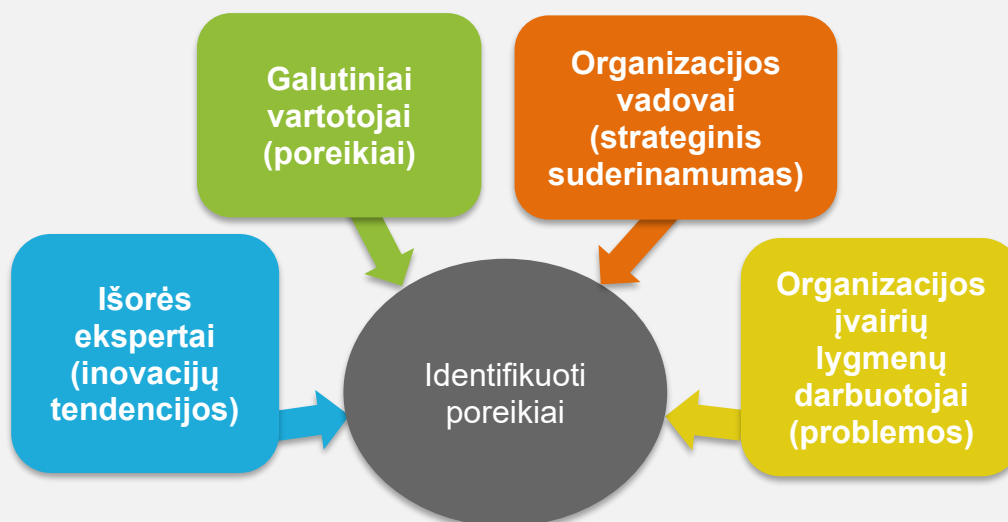 Galutiniai
vartotojai
(poreikiai)
Organizacijos
vadovai
(strateginis
suderinamumas)
Išorės
ekspertai
(inovacijų
tendencijos)
Organizacijos
įvairių
lygmenų
darbuotojai
(problemos)
Identifikuoti
poreikiai